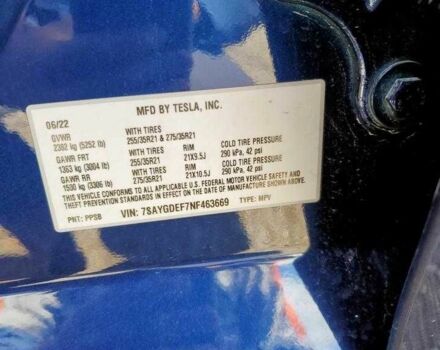 MFD BY TESLA, INC.
06/22
GVWR WITH TIRES
2382 kg (5252 lb) 255/35R21 & 275/35R21
GAWR FRT WITH TIRES RIM COLD TIRE PRESSURE
1363 kg (3004 lb) 255/35R21 21X9.5J 290 kPa, 42 psi
GAWR RR WITH TIRES RIM COLD TIRE PRESSURE
1500 kg (3306 lb) 275/35R21 21X10.5J 290 kPa, 42 psi
THIS VEHICLE CONFORMS TO ALL APPLICABLE U.S. FEDERAL MOTOR VEHICLE SAFETY AND
THEFT PREVENTION STANDARDS IN EFFECT ON THE DATE OF MANUFACTURE SHOWN ABOVE.
PNT: PPSB VIN: 7SAYGDEF7NF463669 TYPE: MPV